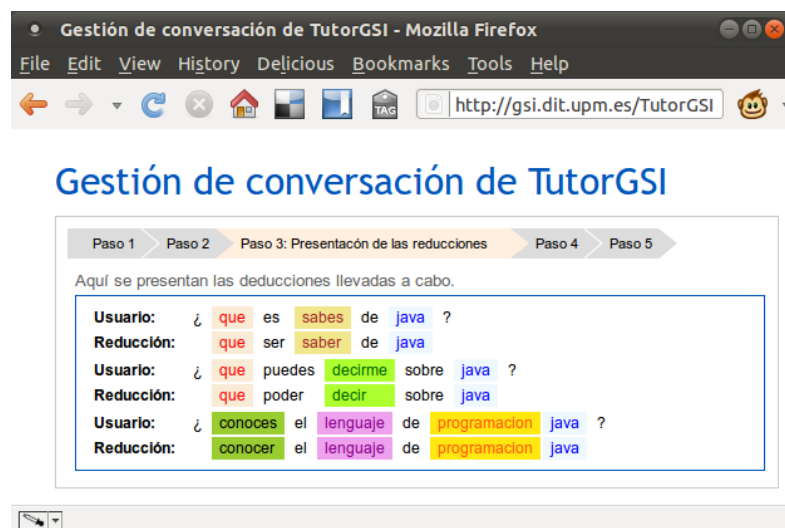 Gestión de conversación de TutorGSI - Mozilla Firefox
File Edit View History Delicious Bookmarks Tools Help
TAG http://gsi.dit.upm.es/TutorGSI
Gestión de conversación de TutorGSI
Paso 1 Paso 2 Paso 3: Presentacón de las reducciones Paso 4 Paso 5
Aquí se presentan las deducciones llevadas a cabo.
Usuario: ¿ que es sabes de java ?
Reducción: que ser saber de java
Usuario: ¿ que puedes decirme sobre java ?
Reducción: que poder decir sobre java
Usuario: ¿ conoces el lenguaje de programacion java ?
Reducción: conocer el lenguaje de programacion java